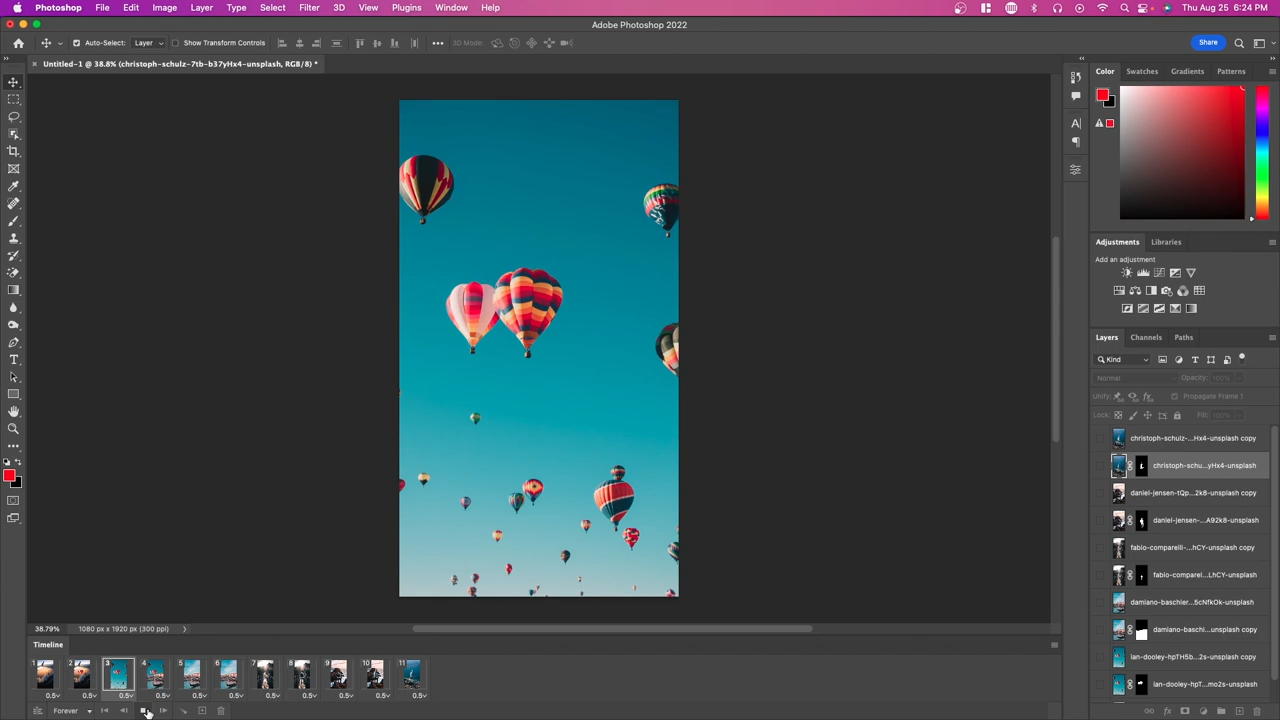 Photoshop File Edit Image Layer Type Select Filter 3D View Plugins Window Help Thu Aug 25 6:24 PM
Adobe Photoshop 2022
Auto-Select: Layer Show Transform Controls 3D Mode: Share
Untitled-1 @ 38.8% (christoph-schulz-7tb-b37yHx4-unsplash, RGB/8) *
Color Swatches Gradients Patterns
Adjustments Libraries
Add an adjustment
Layers Channels Paths
Kind
Normal Opacity: 100%
Unify: Propagate Frame 1
Lock: Fill: 100%
christoph-schulz-...Hx4-unsplash copy
christoph-schu...yHx4-unsplash
daniel-jensen-tQp...2k8-unsplash copy
daniel-jensen-...A92k8-unsplash
fabio-comparelli-...hCY-unsplash copy
fabio-comparel...LhCY-unsplash
damiano-baschier...5cNfkOk-unsplash
damiano-baschi...-unsplash copy
ian-dooley-hpTH5b...2s-unsplash copy
ian-dooley-hpT...mo2s-unsplash
38.79% 1080 px x 1920 px (300 ppi)
Timeline
1 2 3 4 5 6 7 8 9 10 11
0.5 0.5 0.5 0.5 0.5 0.5 0.5 0.5 0.5 0.5 0.5
Forever